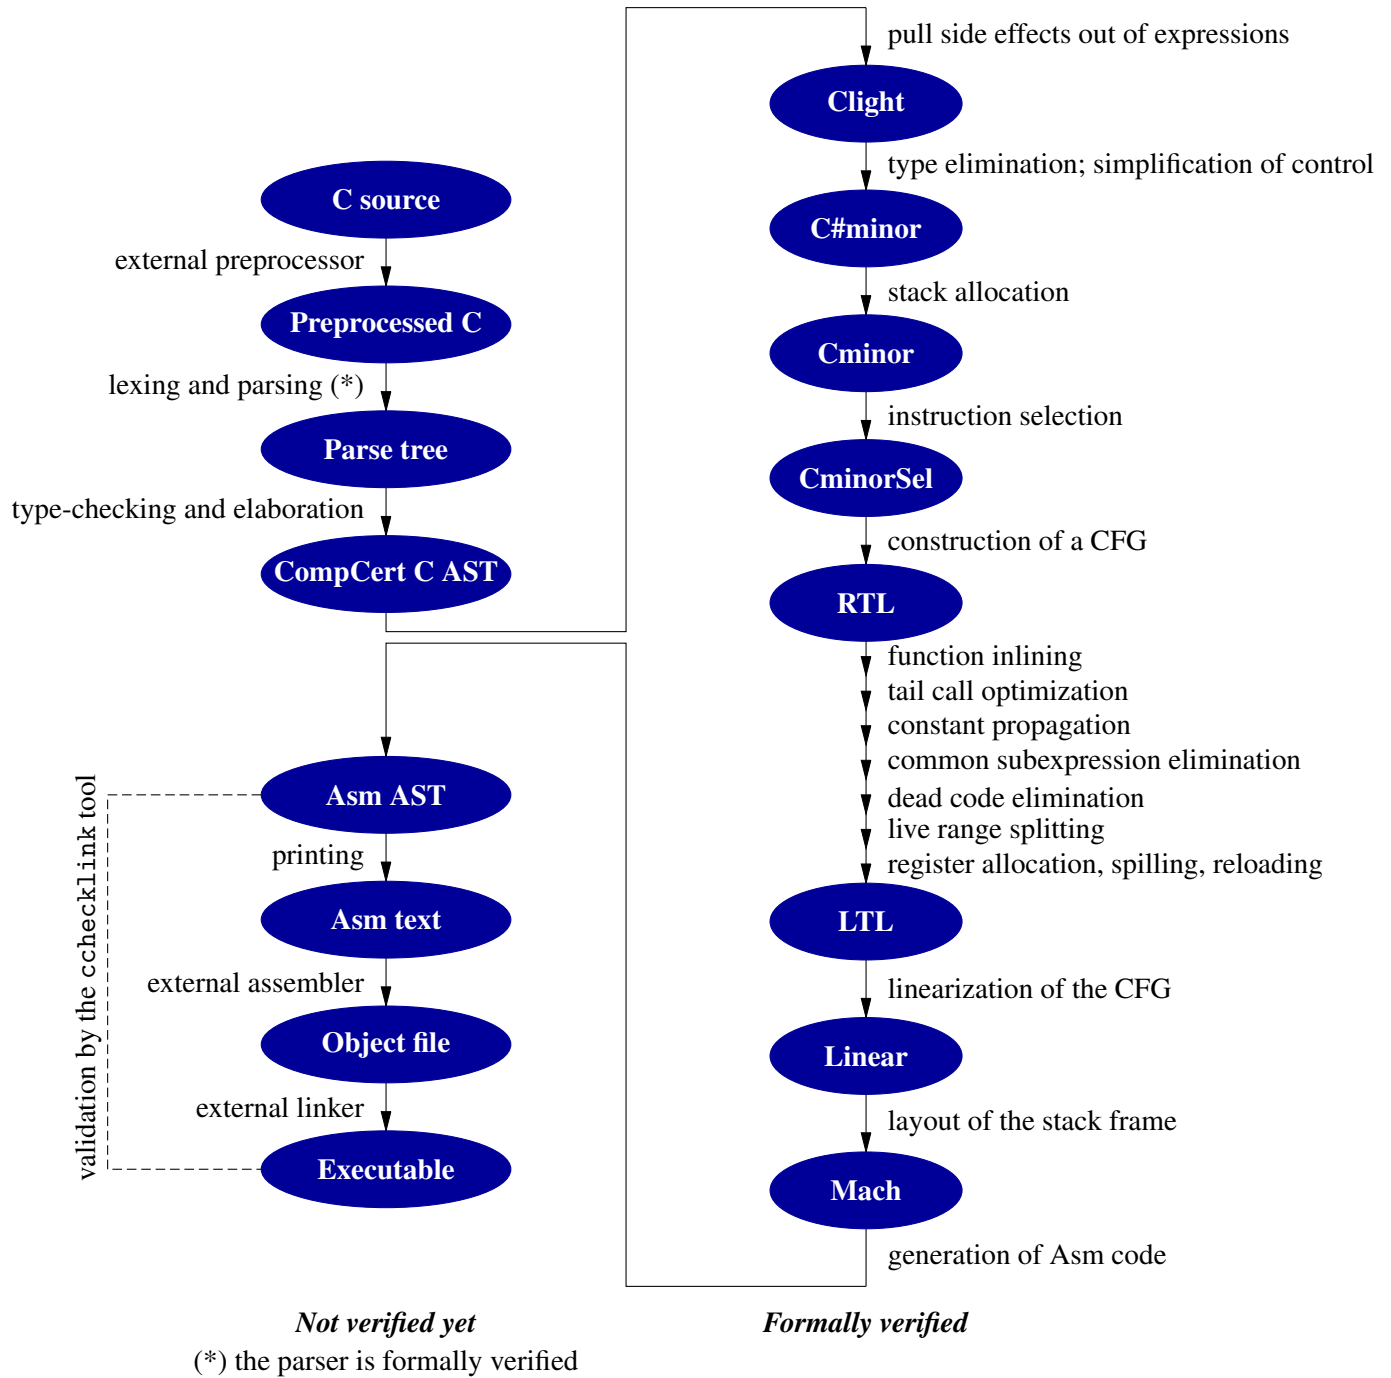 C source
external preprocessor
Preprocessed C
lexing and parsing (*)
Parse tree
type-checking and elaboration
CompCert C AST
pull side effects out of expressions
Clight
type elimination; simplification of control
C#minor
stack allocation
Cminor
instruction selection
CminorSel
construction of a CFG
RTL
function inlining
tail call optimization
constant propagation
common subexpression elimination
dead code elimination
live range splitting
register allocation, spilling, reloading
LTL
linearization of the CFG
Linear
layout of the stack frame
Mach
generation of Asm code
Asm AST
printing
Asm text
external assembler
Object file
external linker
Executable
validation by the cchecklink tool
Not verified yet
(*) the parser is formally verified
Formally verified